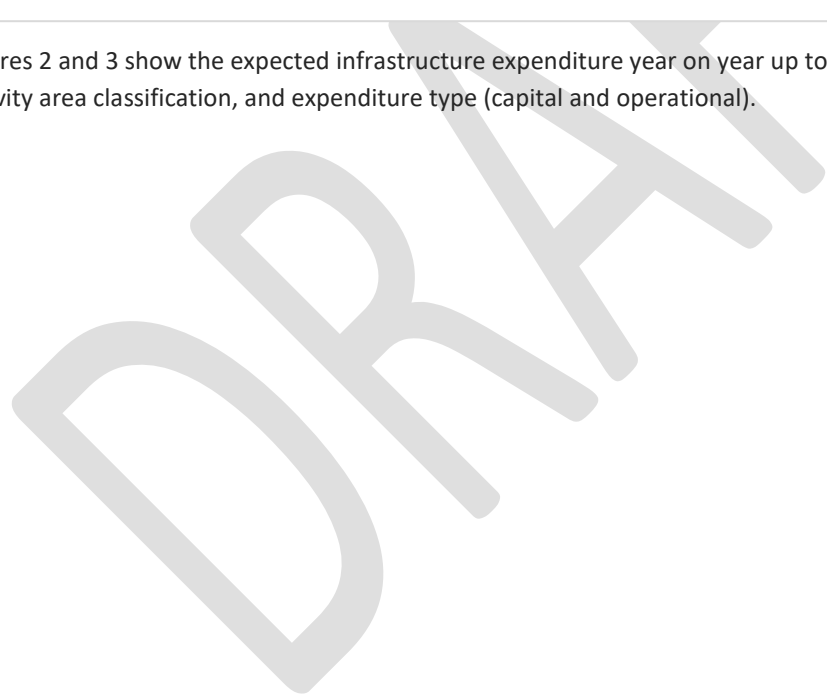 res 2 and 3 show the expected infrastructure expenditure year on year up to
vity area classification, and expenditure type (capital and operational).
DRAF